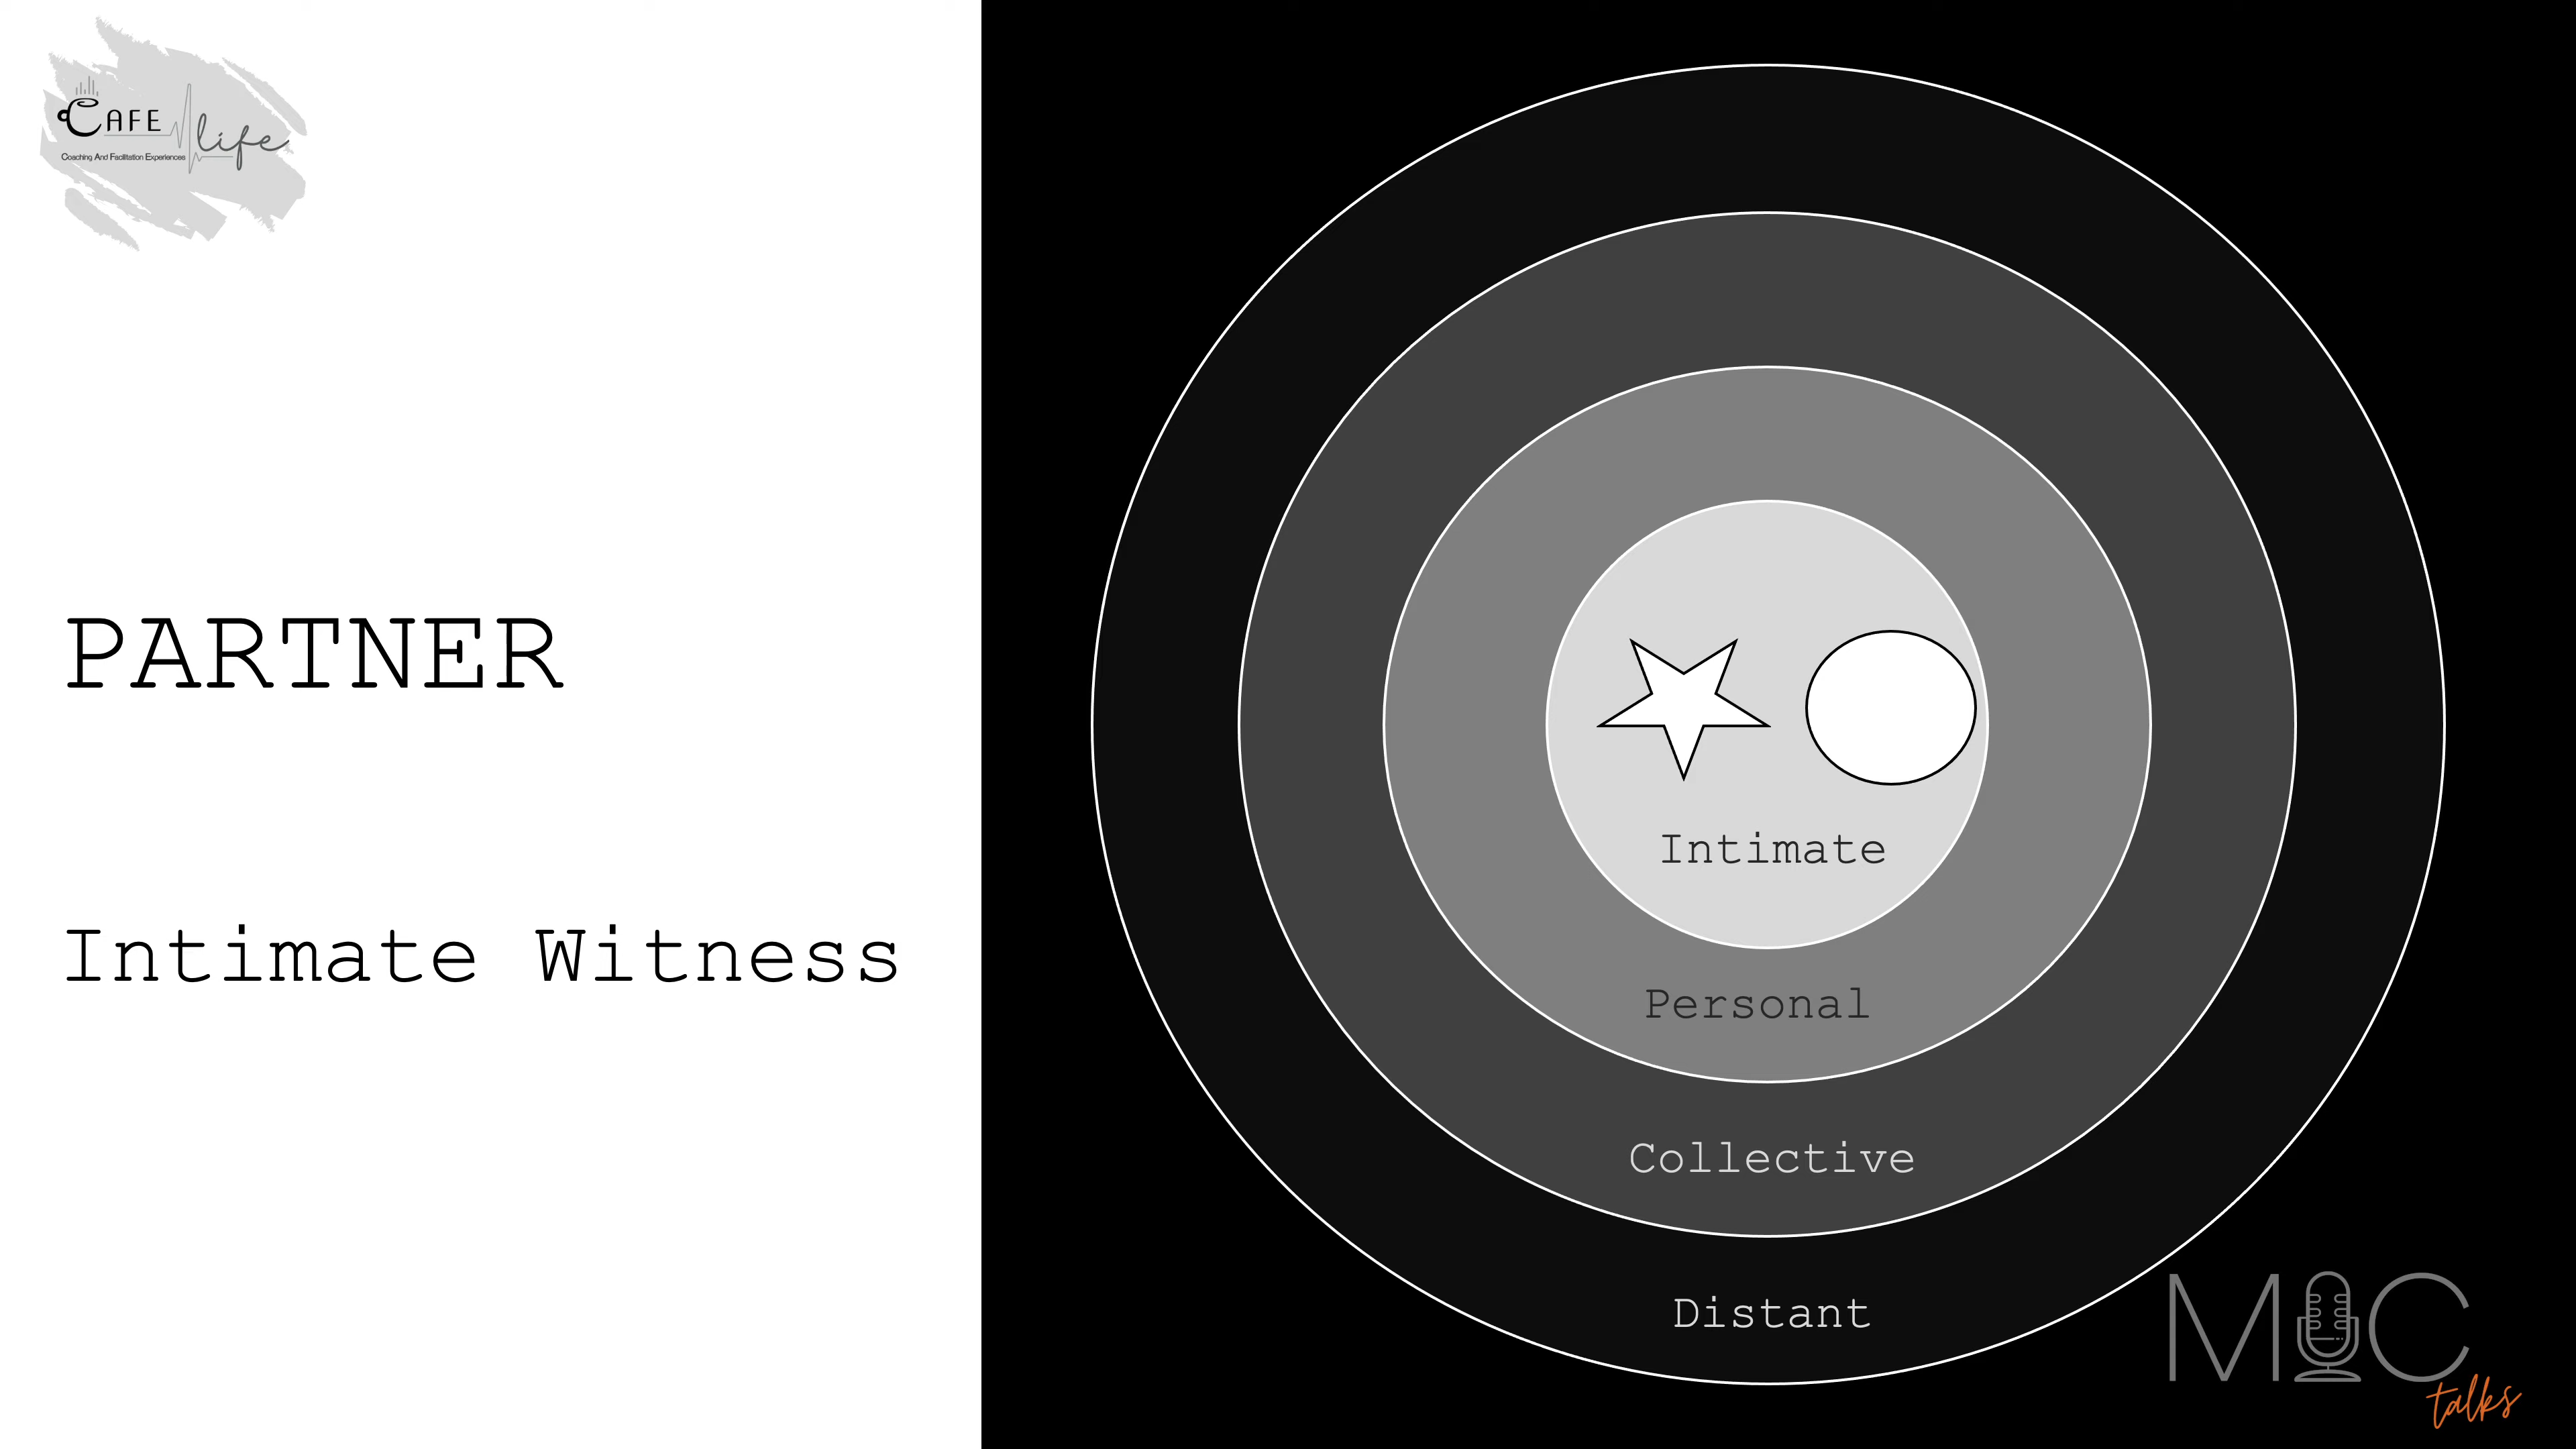 CAFE life
Coaching And Facilitation Experiences
PARTNER
Intimate Witness
Intimate
Personal
Collective
Distant
MIC
talks